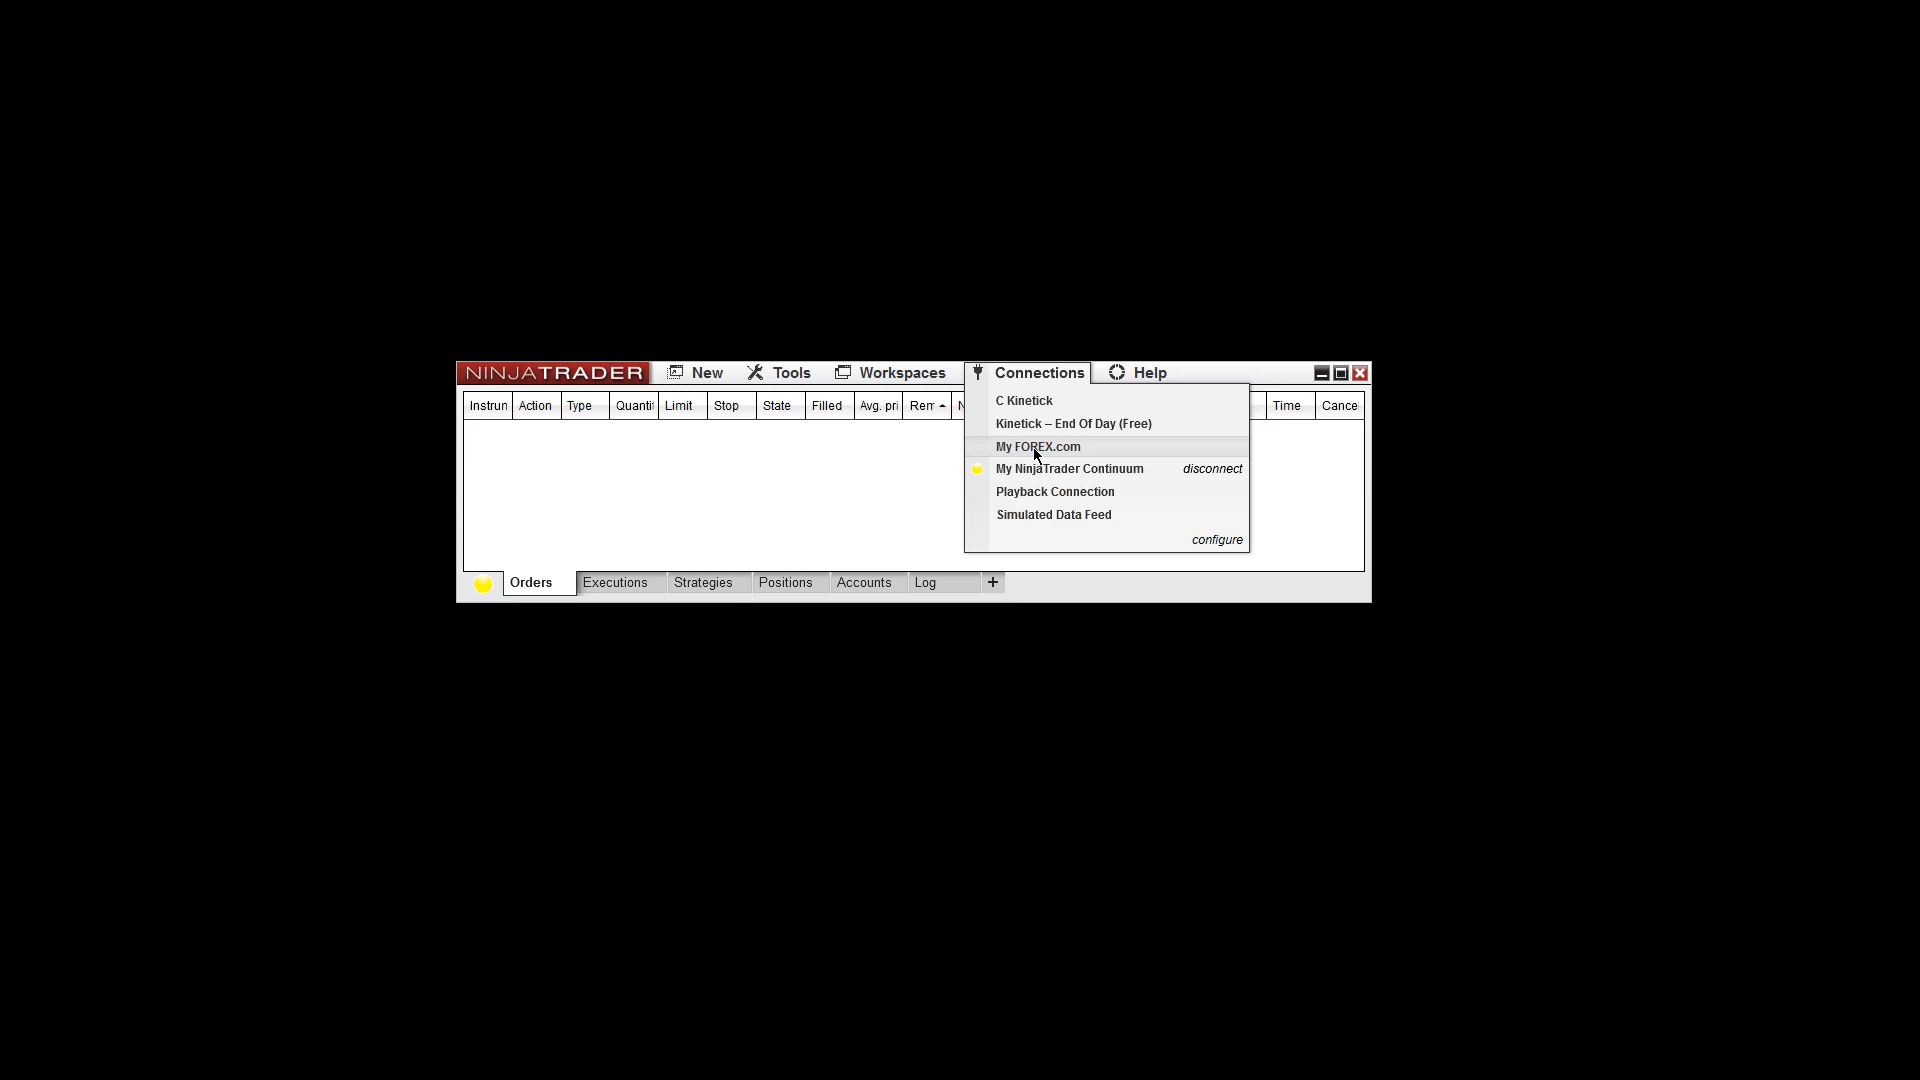 NINJATRADER New Tools Workspaces Connections Help
Instrun Action Type Quanti Limit Stop State Filled Avg. pri Rem N Time Cance
C Kinetick
Kinetick – End Of Day (Free)
My FOREX.com
My NinjaTrader Continuum disconnect
Playback Connection
Simulated Data Feed
configure
Orders Executions Strategies Positions Accounts Log +